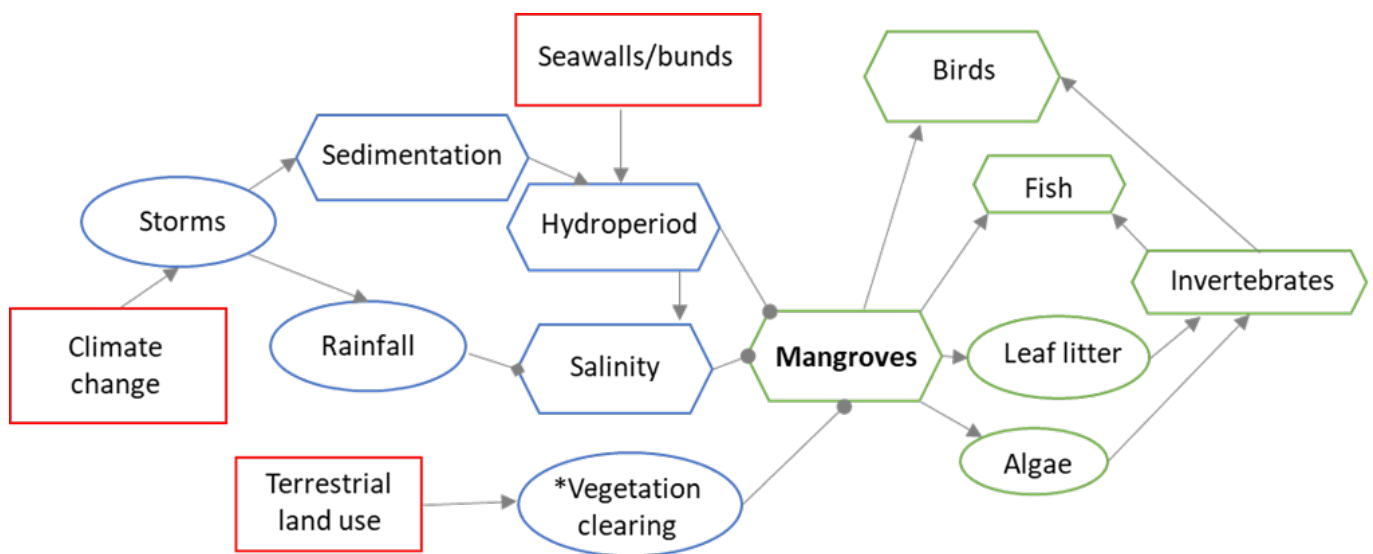 Seawalls/bunds
Birds
Sedimentation
Fish
Storms
Hydroperiod
Invertebrates
Climate
change
Rainfall
Salinity
Mangroves
Leaf litter
Algae
Terrestrial
land use
*Vegetation
clearing